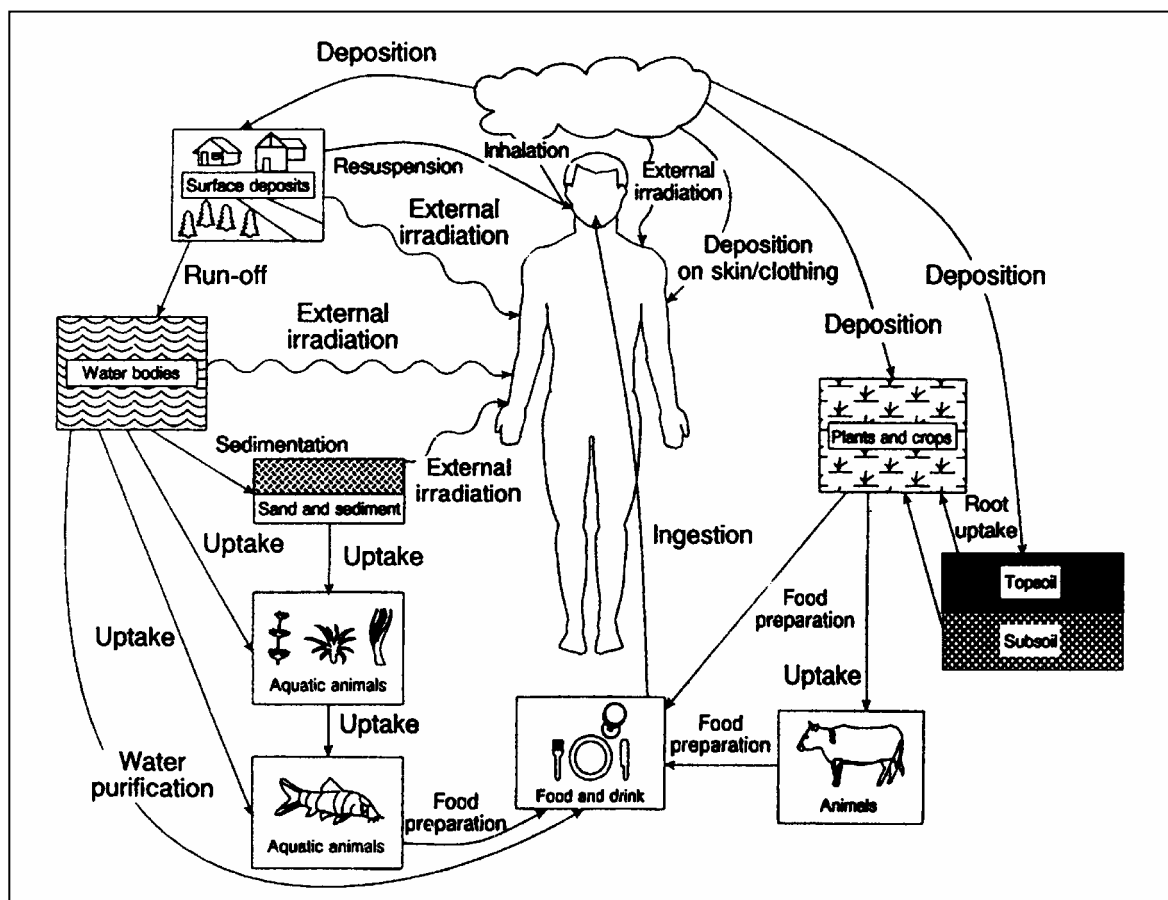 Deposition
Surface deposits
Resuspension
Inhalation
External
irradiation
External
irradiation
Deposition
on skin/clothing
Deposition
Deposition
Run-off
External
irradiation
Water bodies
Plants and crops
Sedimentation
External
irradiation
Sand and sediment
Root
uptake
Uptake
Uptake
Ingestion
Topsoil
Subsoil
Food
preparation
Uptake
Aquatic animals
Uptake
Uptake
Food
preparation
Water
purification
Food and drink
Animals
Food
preparation
Aquatic animals